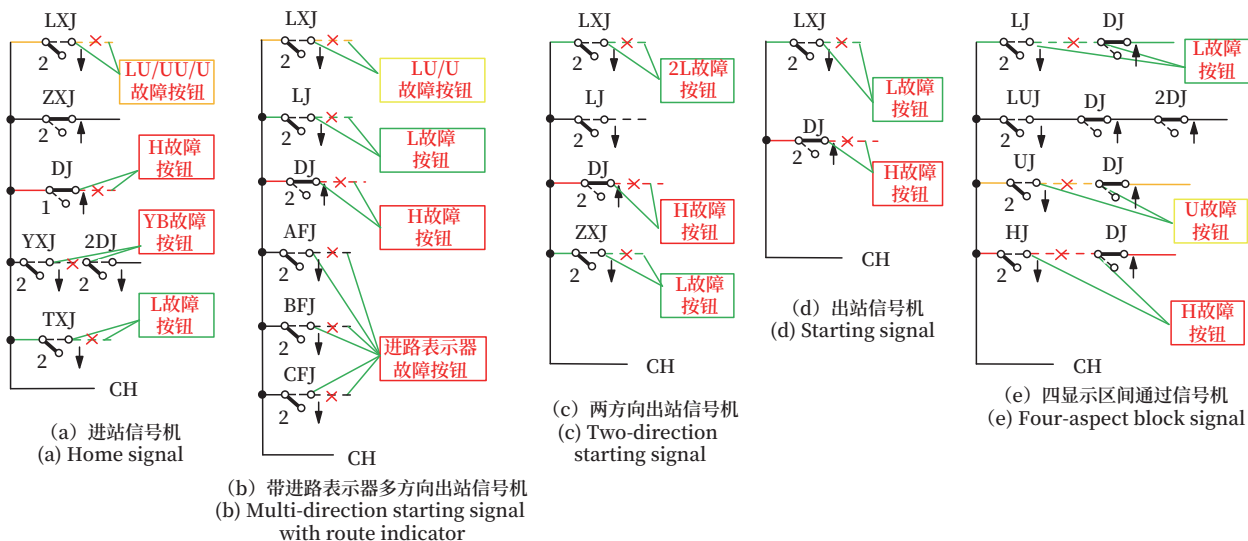 LXJ
2
LU/UU/U
故障按钮
ZXJ
2
H故障
按钮
DJ
1
YB故障
按钮
YXJ
2DJ
2
2
L故障
按钮
TXJ
2
CH
（a）进站信号机
(a) Home signal
LXJ
2
LU/U
故障按钮
LJ
2
L故障
按钮
DJ
2
H故障
按钮
AFJ
2
BFJ
2
进路表示器
故障按钮
CFJ
2
CH
（b）带进路表示器多方向出站信号机
(b) Multi-direction starting signal
with route indicator
LXJ
2
2L故障
按钮
LJ
2
DJ
2
H故障
按钮
ZXJ
2
L故障
按钮
CH
（c）两方向出站信号机
(c) Two-direction
starting signal
LXJ
2
L故障
按钮
DJ
2
H故障
按钮
CH
（d）出站信号机
(d) Starting signal
LJ
DJ
2
L故障
按钮
LUJ
DJ
2DJ
2
UJ
DJ
2
U故障
按钮
HJ
DJ
2
H故障
按钮
CH
（e）四显示区间通过信号机
(e) Four-aspect block signal